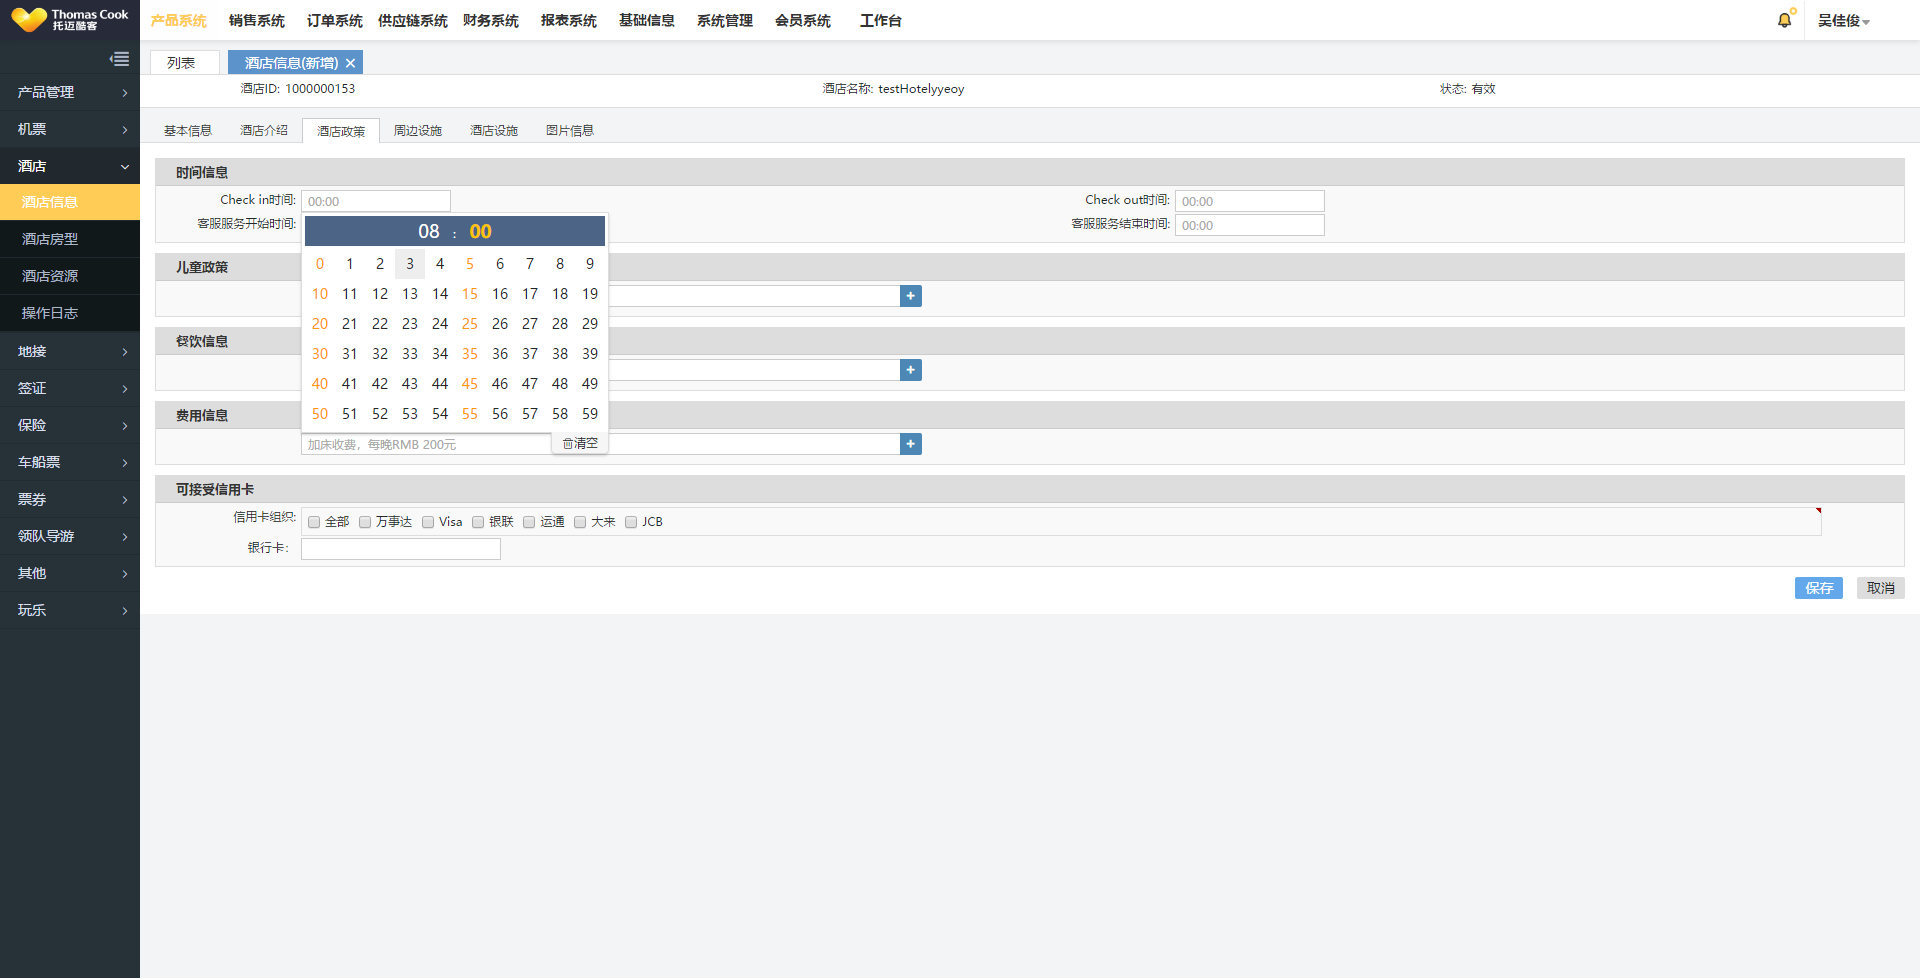 Thomas Cook
托迈酷客
产品系统 销售系统 订单系统 供应链系统 财务系统 报表系统 基础信息 系统管理 会员系统 工作台 吴佳俊
列表 酒店信息(新增)
酒店ID: 1000000153 酒店名称: testHotelyyeoy 状态: 有效
产品管理
机票
酒店
酒店信息
酒店房型
酒店资源
操作日志
地接
签证
保险
车船票
票券
领队导游
其他
玩乐
基本信息 酒店介绍 酒店政策 周边设施 酒店设施 图片信息
时间信息
Check in时间: 00:00 Check out时间: 00:00
客服服务开始时间: 客服服务结束时间: 00:00
08 : 00
0 1 2 3 4 5 6 7 8 9
10 11 12 13 14 15 16 17 18 19
20 21 22 23 24 25 26 27 28 29
30 31 32 33 34 35 36 37 38 39
40 41 42 43 44 45 46 47 48 49
50 51 52 53 54 55 56 57 58 59
清空
儿童政策
餐饮信息
费用信息
加床收费，每晚RMB 200元
可接受信用卡
信用卡组织: 全部 万事达 Visa 银联 运通 大来 JCB
银行卡:
保存 取消